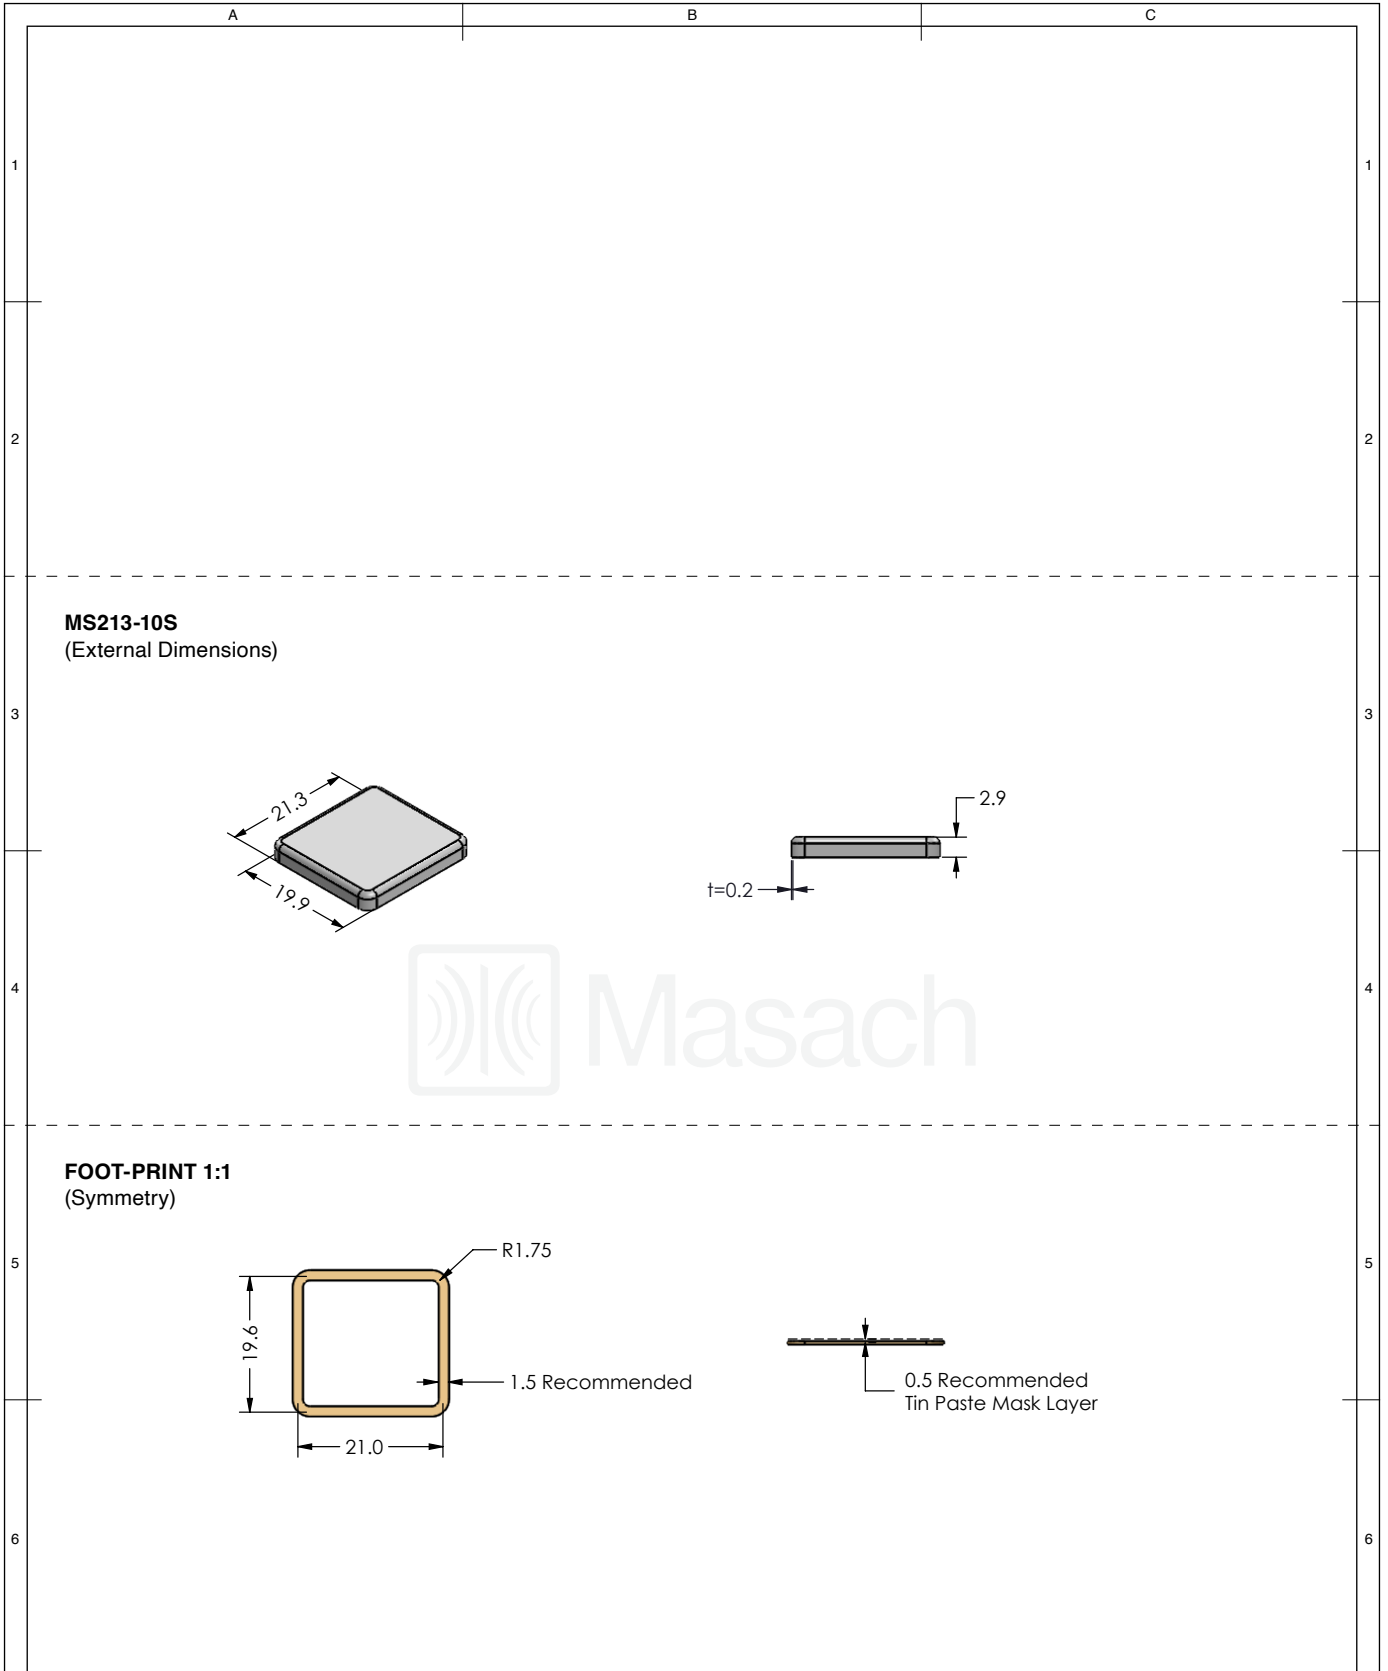 A B C
1 1
2 2
MS213-10S
(External Dimensions)
3 3
21.3
19.9
2.9
t=0.2
4 4
Masach
FOOT-PRINT 1:1
(Symmetry)
5 5
R1.75
19.6
1.5 Recommended
21.0
0.5 Recommended
Tin Paste Mask Layer
6 6